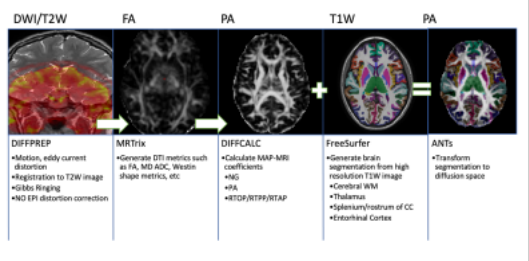 DWI/T2W
FA
PA
T1W
PA
DIFFPREP
•Motion, eddy current
distortion
•Registration to T2W image
•Gibbs Ringing
•NO EPI distortion correction
MRTrix
•Generate DTI metrics such
as FA, MD ADC, Westin
shape metrics, etc
DIFFCALC
•Calculate MAP-MRI
coefficients
•NG
•PA
•RTOP/RTPP/RTAP
FreeSurfer
•Generate brain
segmentation from high
resolution T1W image
•Cerebral WM
•Thalamus
•Splenium/rostrum of CC
•Entorhinal Cortex
ANTs
•Transform
segmentation to
diffusion space